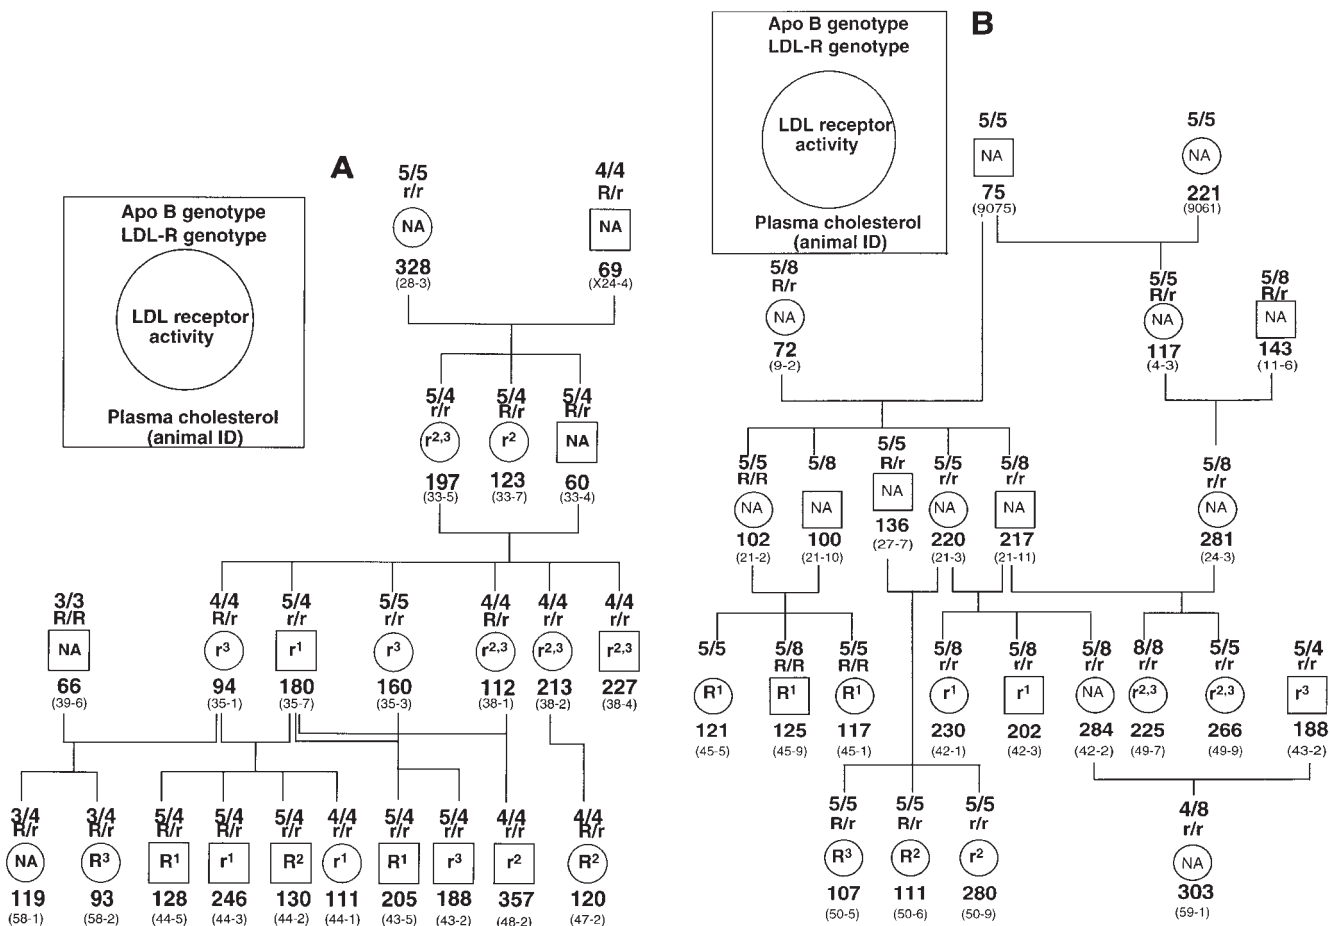 A
Apo B genotype
LDL-R genotype
LDL receptor
activity
Plasma cholesterol
(animal ID)
5/5 4/4
r/r R/r
NA NA
328 69
(28-3) (X24-4)
5/4 5/4 5/4
r/r R/r R/r
r2,3 r2 NA
197 123 60
(33-5) (33-7) (33-4)
3/3 4/4 5/4 5/5 4/4 4/4 4/4
R/R R/r r/r r/r R/r r/r r/r
NA r3 r1 r3 r2,3 r2,3 r2,3
66 94 180 160 112 213 227
(39-6) (35-1) (35-7) (35-3) (38-1) (38-2) (38-4)
3/4 3/4 5/4 5/4 5/4 4/4 5/4 5/4 4/4 4/4
R/r R/r R/r R/r R/r r/r r/r r/r r/r R/r
NA R3 R1 r1 R2 r1 R1 r3 r2 R2
119 93 128 246 130 111 205 188 357 120
(58-1) (58-2) (44-5) (44-3) (44-2) (44-1) (43-5) (43-2) (48-2) (47-2)
B
Apo B genotype
LDL-R genotype
LDL receptor
activity
Plasma cholesterol
(animal ID)
5/5 5/5
NA NA
75 221
(9075) (9061)
5/8 5/5 5/8
R/r R/r R/r
NA NA NA
72 117 143
(9-2) (4-3) (11-6)
5/5 5/8 5/5 5/5 5/8 5/8
R/R R/r r/r r/r r/r
NA NA NA NA NA NA
102 100 136 220 217 281
(21-2) (21-10) (27-7) (21-3) (21-11) (24-3)
5/5 5/8 5/5 5/8 5/8 5/8 8/8 5/5 5/4
R/R R/R r/r r/r r/r r/r r/r r/r
R1 R1 R1 r1 r1 NA r2,3 r2,3 r3
121 125 117 230 202 284 225 266 188
(45-5) (45-9) (45-1) (42-1) (42-3) (42-2) (49-7) (49-9) (43-2)
5/5 5/5 5/5 4/8
R/r R/r r/r r/r
R3 R2 r2 NA
107 111 280 303
(50-5) (50-6) (50-9) (59-1)